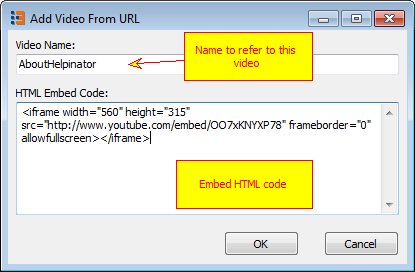 Add Video From URL
Video Name:
AboutHelpinator
Name to refer to this
video
HTML Embed Code:
<iframe width="560" height="315"
src="http://www.youtube.com/embed/OO7xKNYXP78" frameborder="0"
allowfullscreen></iframe>
Embed HTML code
OK
Cancel